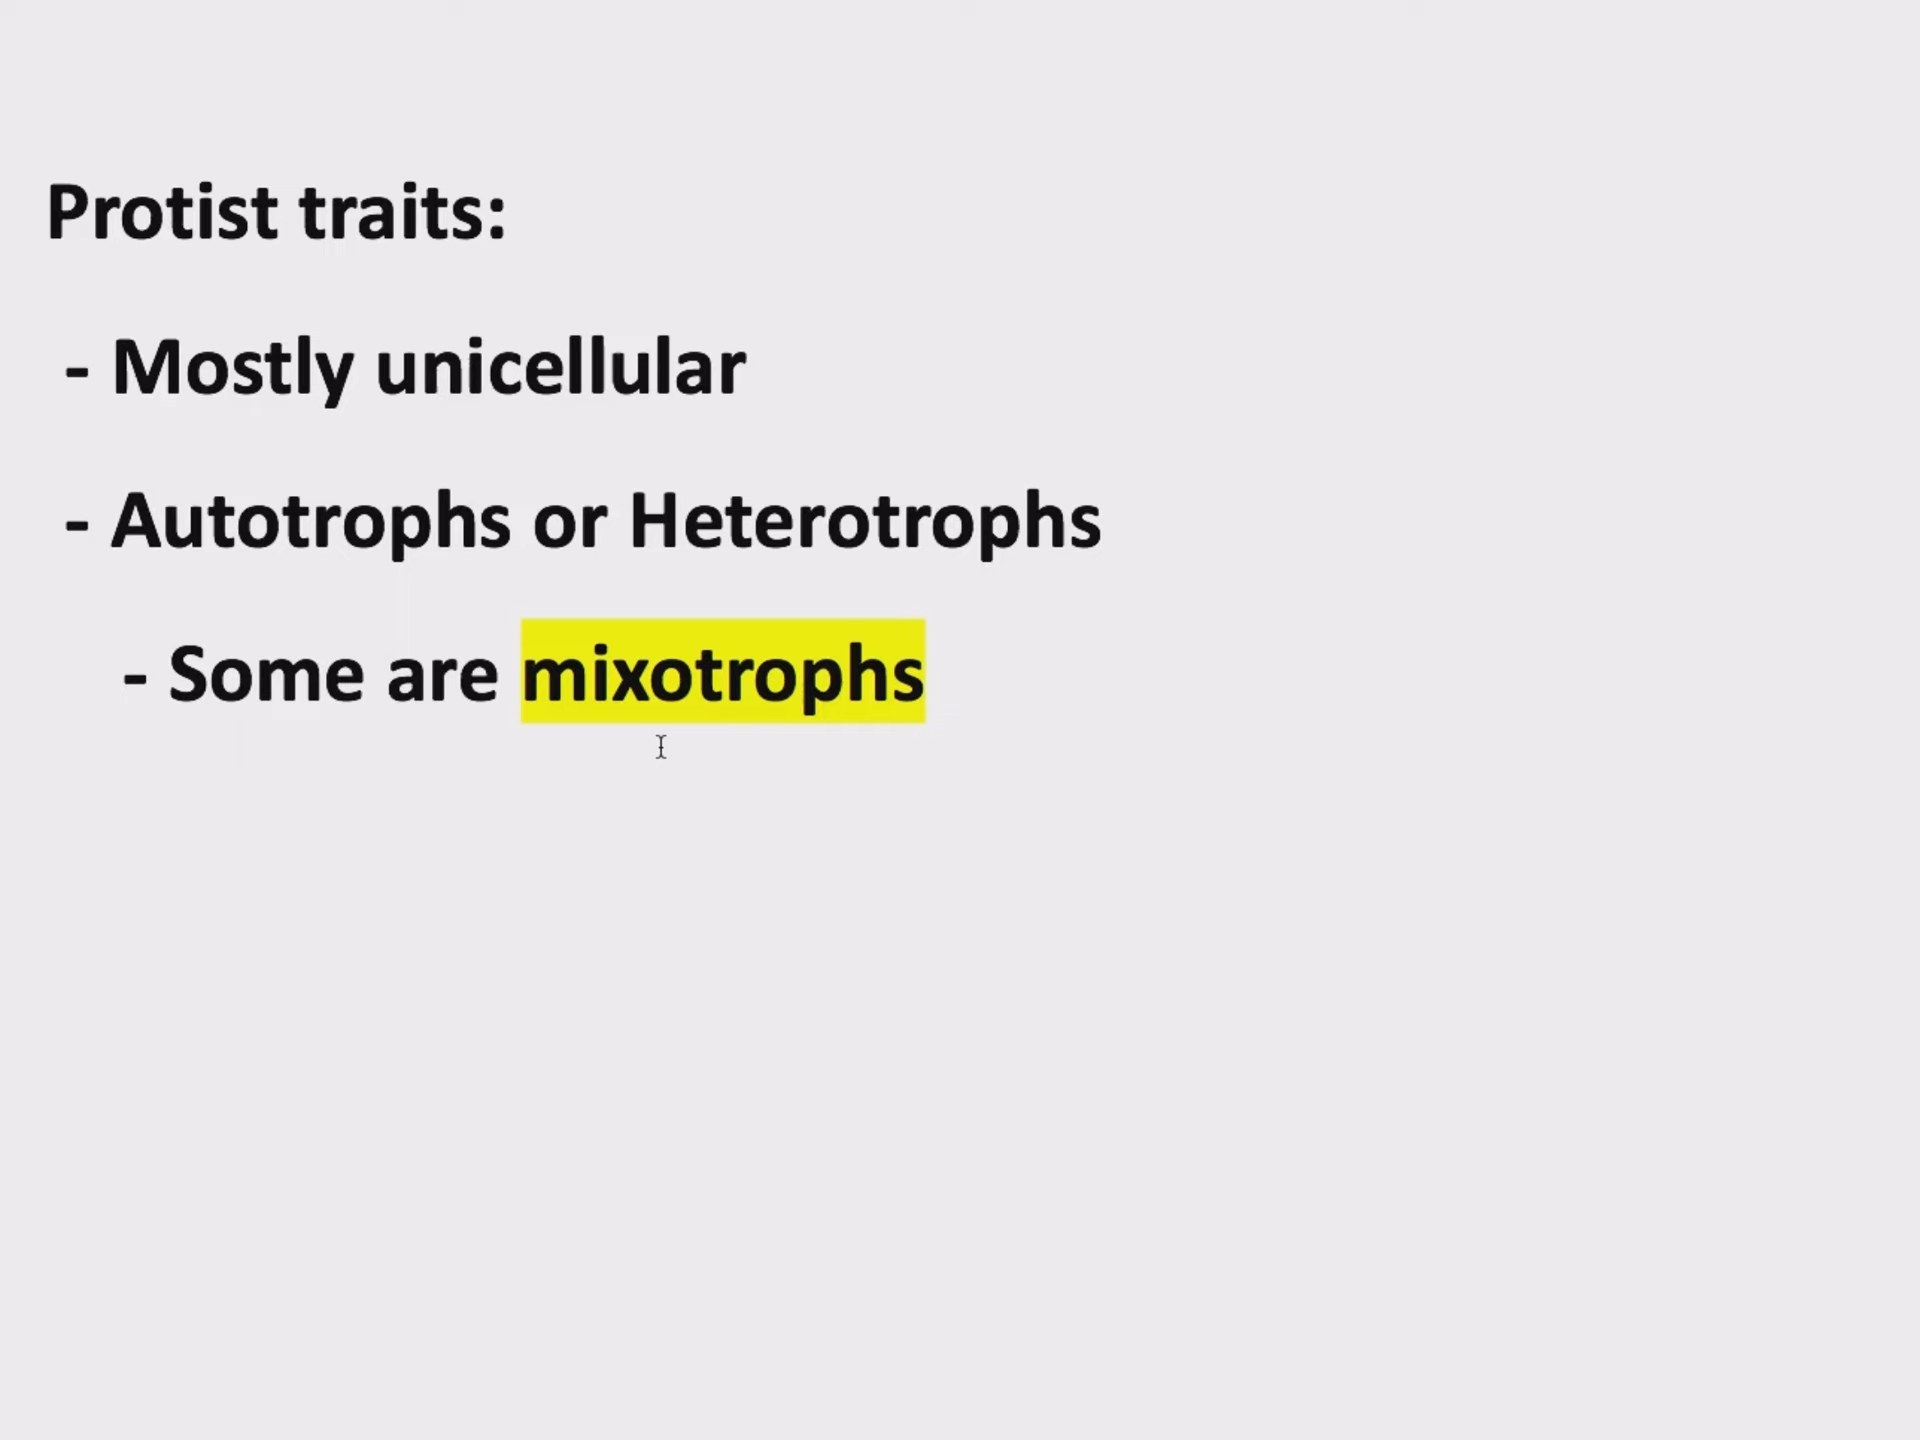 Protist traits:
- Mostly unicellular
- Autotrophs or Heterotrophs
- Some are mixotrophs